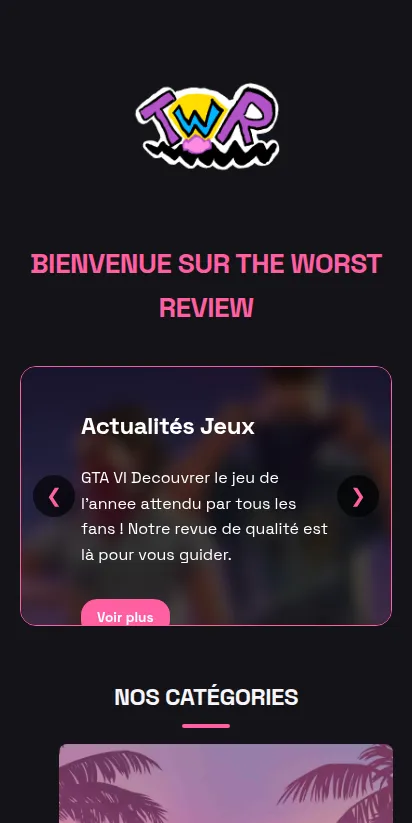 TWR
BIENVENUE SUR THE WORST
REVIEW
Actualités Jeux
GTA VI Decouvrer le jeu de
l'annee attendu par tous les
fans ! Notre revue de qualité est
là pour vous guider.
❮
❯
Voir plus
NOS CATÉGORIES